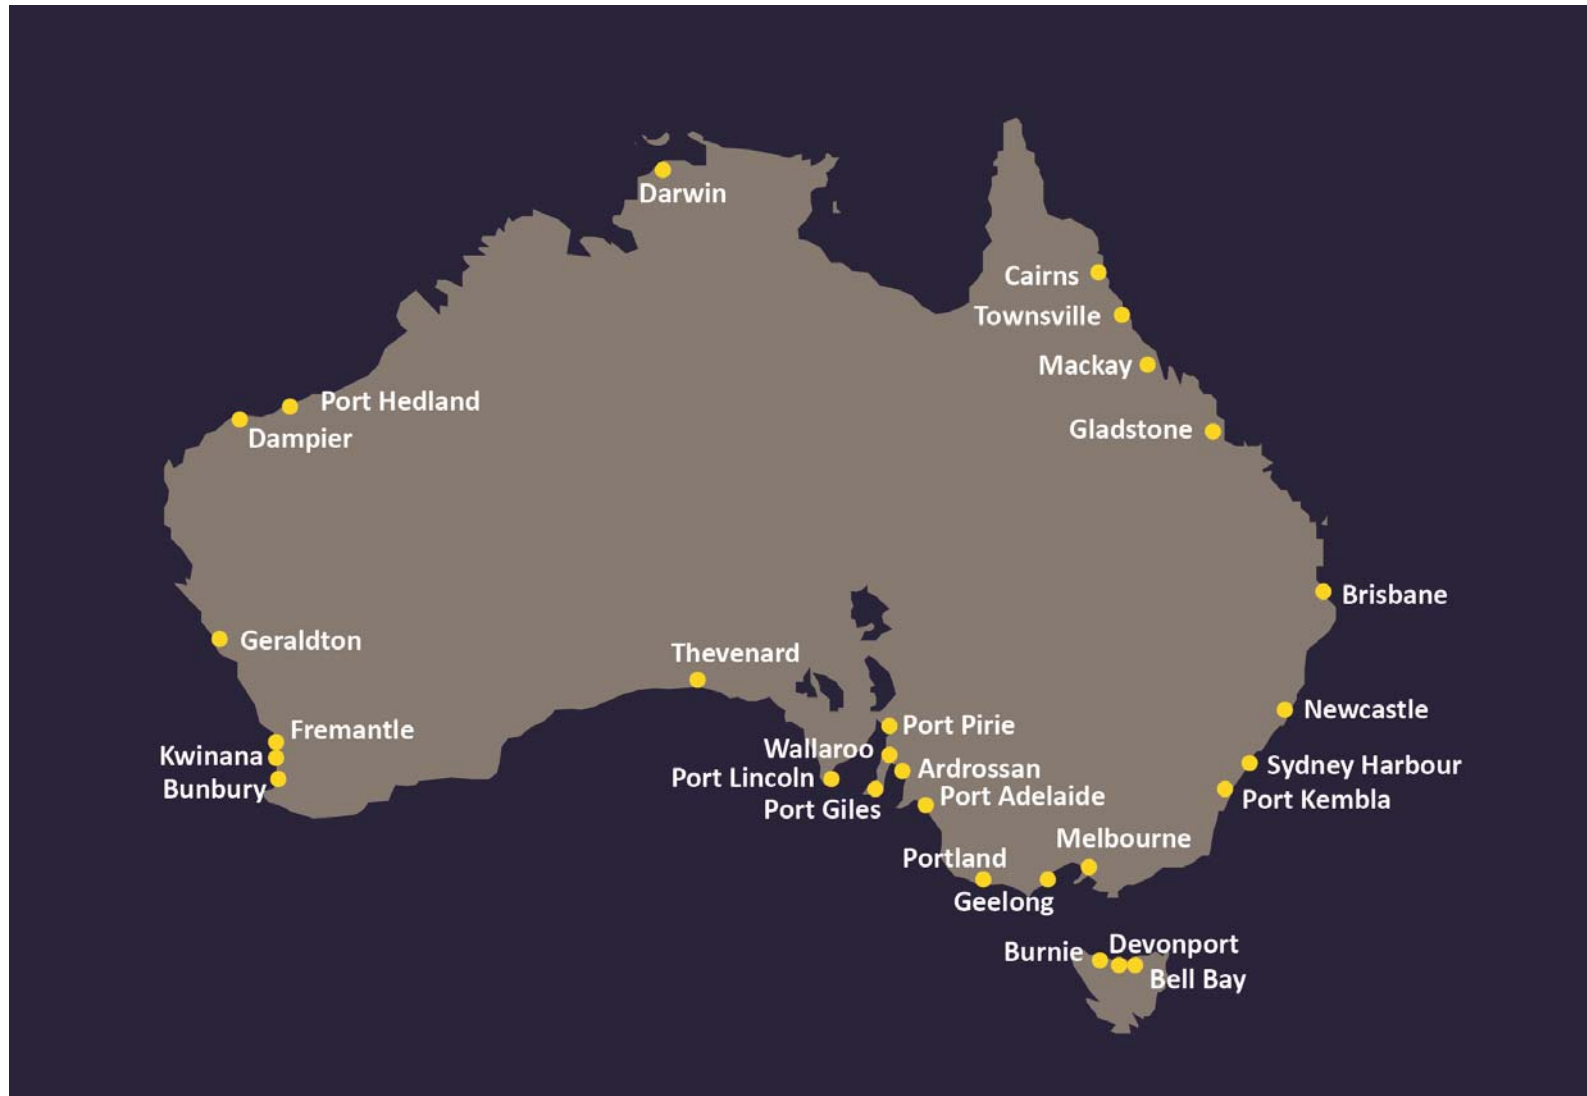 Darwin
Cairns
Townsville
Mackay
Port Hedland
Gladstone
Dampier
Brisbane
Geraldton
Thevenard
Newcastle
Port Pirie
Fremantle
Wallaroo
Kwinana
Sydney Harbour
Ardrossan
Port Lincoln
Bunbury
Port Adelaide
Port Kembla
Port Giles
Melbourne
Portland
Geelong
Devonport
Burnie
Bell Bay